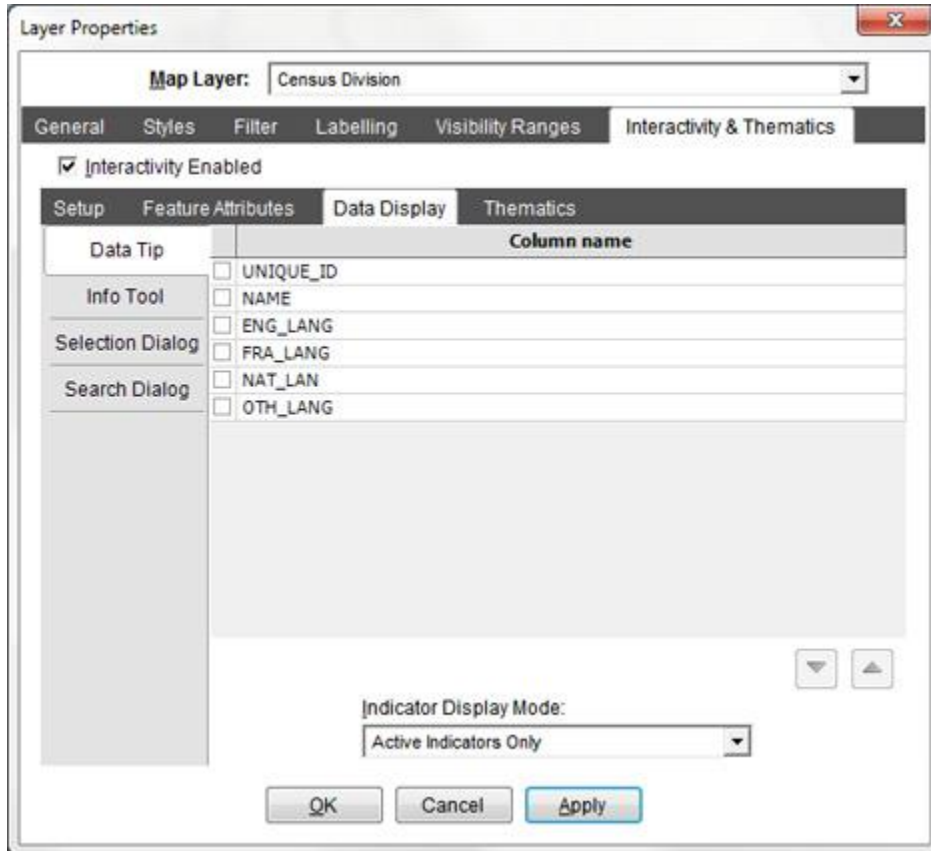 Layer Properties
Map Layer: Census Division
General Styles Filter Labelling Visibility Ranges Interactivity & Thematics
Interactivity Enabled
Setup Feature Attributes Data Display Thematics
Data Tip
Info Tool
Selection Dialog
Search Dialog
Column name
UNIQUE_ID
NAME
ENG_LANG
FRA_LANG
NAT_LAN
OTH_LANG
Indicator Display Mode:
Active Indicators Only
OK Cancel Apply